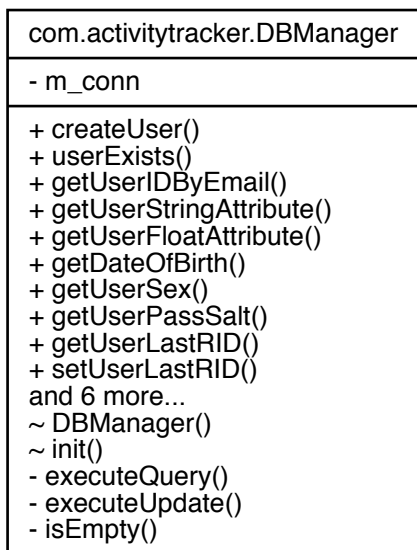 com.activitytracker.DBManager
- m_conn
+ createUser()
+ userExists()
+ getUserIDByEmail()
+ getUserStringAttribute()
+ getUserFloatAttribute()
+ getDateOfBirth()
+ getUserSex()
+ getUserPassSalt()
+ getUserLastRID()
+ setUserLastRID()
and 6 more...
~ DBManager()
~ init()
- executeQuery()
- executeUpdate()
- isEmpty()